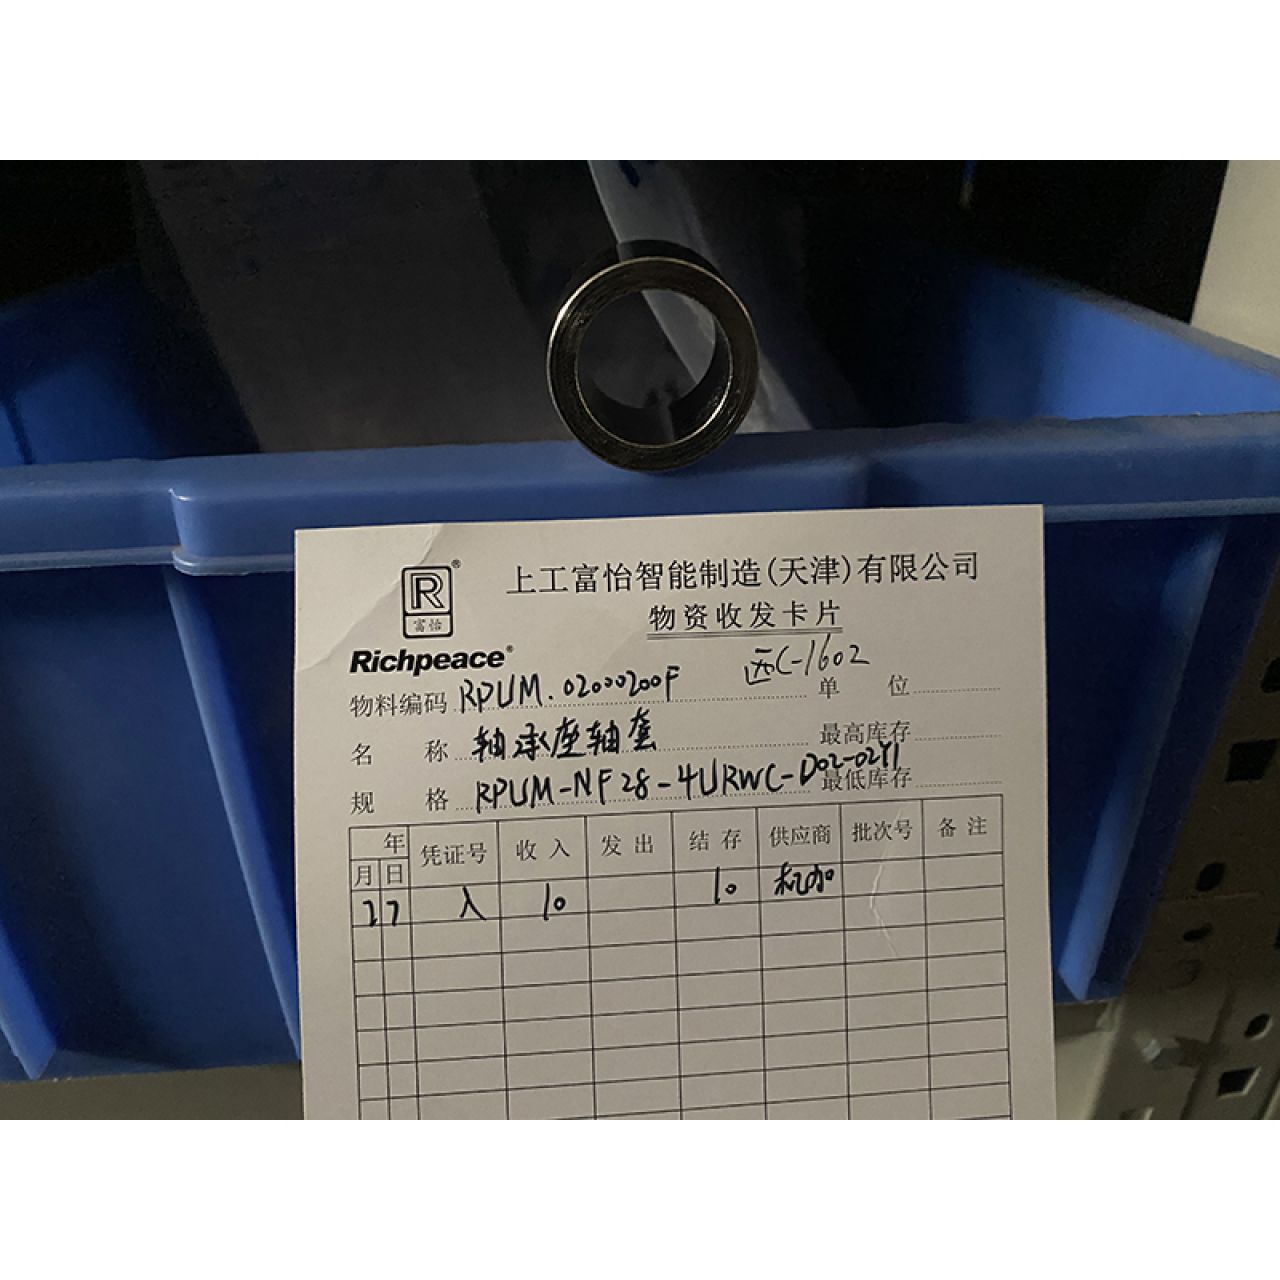 R®
富怡
Richpeace®
上工富怡智能制造(天津)有限公司
物资收发卡片
西C-1602
物料编码 RPUM.02000200F 单 位
名 称 轴承座轴套 最高库存
规 格 RPUM-NF28-4URWC-D02-02Y1 最低库存
年 凭证号 收 入 发 出 结 存 供应商 批次号 备 注
月 日
7 7 入 10 10 机加